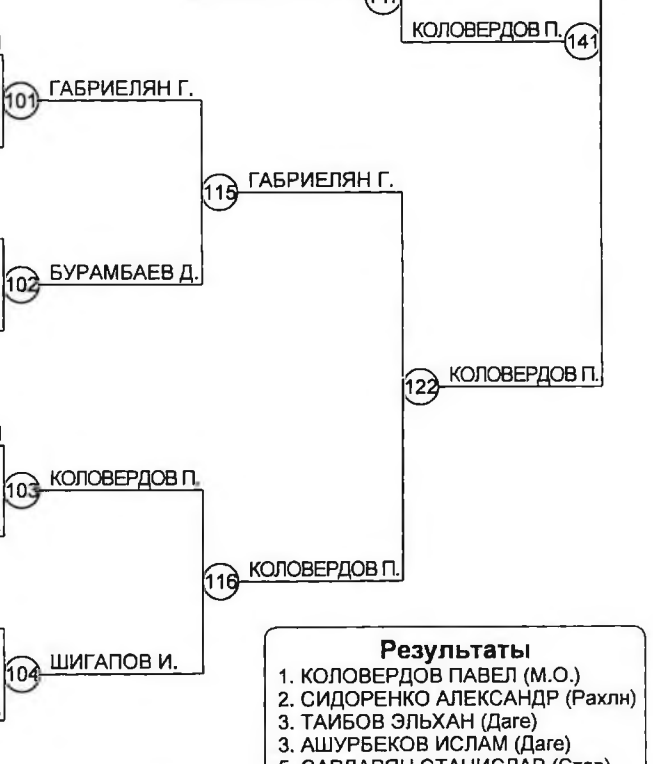 КОЛОВЕРДОВ П.
141
101
ГАБРИЕЛЯН Г.
115
ГАБРИЕЛЯН Г.
102
БУРАМБАЕВ Д.
122
КОЛОВЕРДОВ П.
103
КОЛОВЕРДОВ П.
116
КОЛОВЕРДОВ П.
104
ШИГАПОВ И.
Результаты
1. КОЛОВЕРДОВ ПАВЕЛ (М.О.)
2. СИДОРЕНКО АЛЕКСАНДР (Рахлн)
3. ТАИБОВ ЭЛЬХАН (Даге)
3. АШУРБЕКОВ ИСЛАМ (Даге)